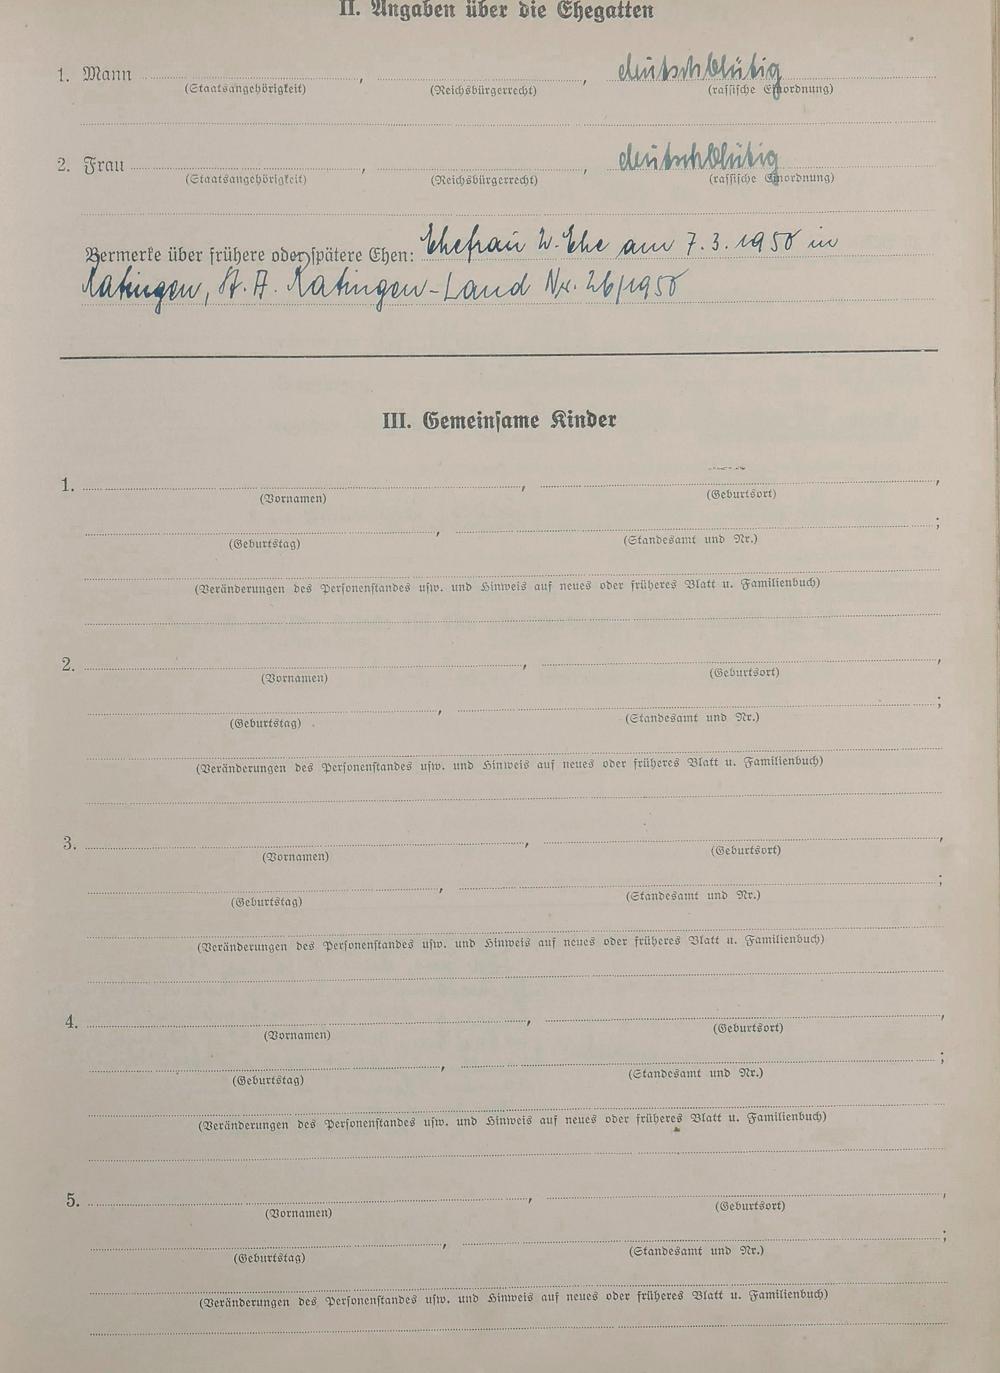 II. Angaben über die Ehegatten
1. Mann , , deutschblütig
(Staatsangehörigkeit) (Reichsbürgerrecht) (rassische Einordnung)
2. Frau , , deutschblütig
(Staatsangehörigkeit) (Reichsbürgerrecht) (rassische Einordnung)
Vermerke über frühere oder spätere Ehen: Ehefrau 2. Ehe am 7.3.1958 in
Ratingen, St. A. Ratingen-Land Nr. 26/1958
III. Gemeinsame Kinder
1. , ,
(Vornamen) (Geburtsort)
, ;
(Geburtstag) (Standesamt und Nr.)
(Veränderungen des Personenstandes usw. und Hinweis auf neues oder früheres Blatt u. Familienbuch)
2. , ,
(Vornamen) (Geburtsort)
, ;
(Geburtstag) (Standesamt und Nr.)
(Veränderungen des Personenstandes usw. und Hinweis auf neues oder früheres Blatt u. Familienbuch)
3. , ,
(Vornamen) (Geburtsort)
, ;
(Geburtstag) (Standesamt und Nr.)
(Veränderungen des Personenstandes usw. und Hinweis auf neues oder früheres Blatt u. Familienbuch)
4. , ,
(Vornamen) (Geburtsort)
, ;
(Geburtstag) (Standesamt und Nr.)
(Veränderungen des Personenstandes usw. und Hinweis auf neues oder früheres Blatt u. Familienbuch)
5. , ,
(Vornamen) (Geburtsort)
, ;
(Geburtstag) (Standesamt und Nr.)
(Veränderungen des Personenstandes usw. und Hinweis auf neues oder früheres Blatt u. Familienbuch)